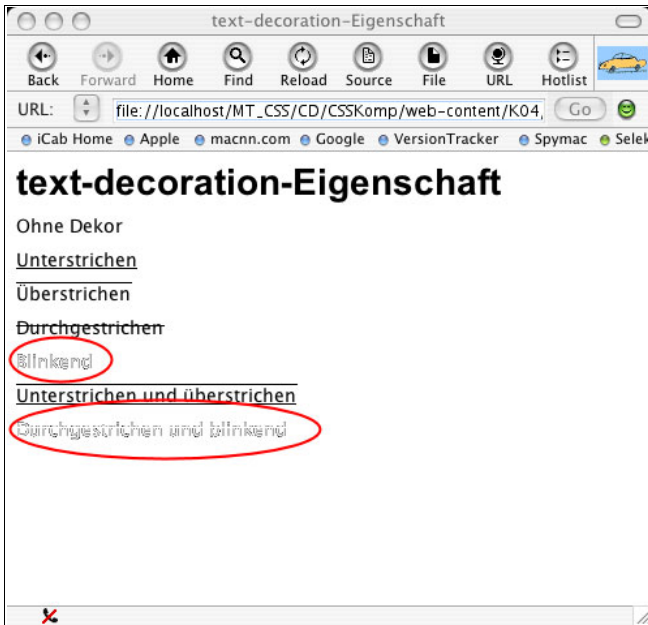 text-decoration-Eigenschaft
Back Forward Home Find Reload Source File URL Hotlist
URL: file://localhost/MT_CSS/CD/CSSKomp/web-content/K04, Go
iCab Home Apple macnn.com Google VersionTracker Spymac Selek
text-decoration-Eigenschaft
Ohne Dekor
Unterstrichen
Überstrichen
Durchgestrichen
Blinkend
Unterstrichen und überstrichen
Durchgestrichen und blinkend